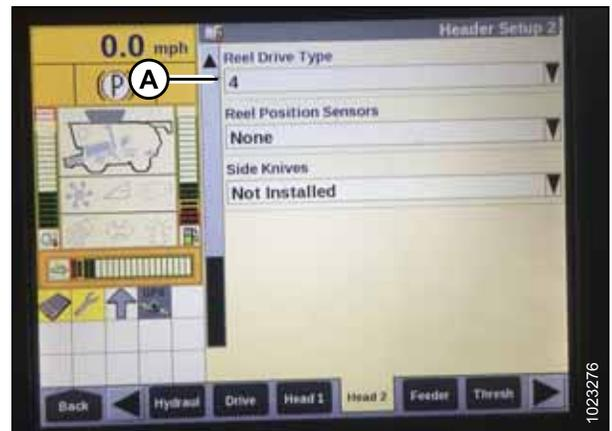 0.0 mph
Header Setup 2
(P)
A
Reel Drive Type
4
Reel Position Sensors
None
Side Knives
Not Installed
GPS
Back
Hydraul
Drive
Head 1
Head 2
Feeder
Thresh
1023276